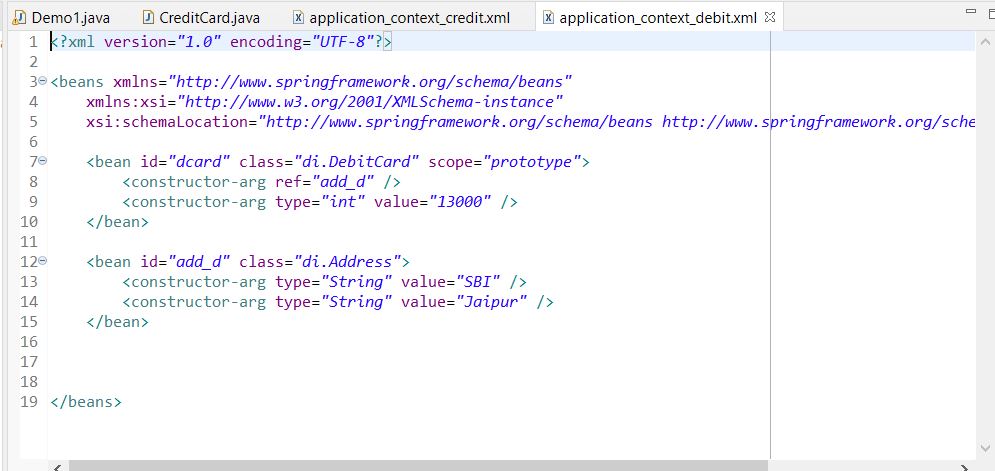 Demo1.java CreditCard.java application_context_credit.xml application_context_debit.xml
1 <?xml version="1.0" encoding="UTF-8"?>
2
3 <beans xmlns="http://www.springframework.org/schema/beans"
4     xmlns:xsi="http://www.w3.org/2001/XMLSchema-instance"
5     xsi:schemaLocation="http://www.springframework.org/schema/beans http://www.springframework.org/sche
6
7     <bean id="dcard" class="di.DebitCard" scope="prototype">
8         <constructor-arg ref="add_d" />
9         <constructor-arg type="int" value="13000" />
10     </bean>
11
12     <bean id="add_d" class="di.Address">
13         <constructor-arg type="String" value="SBI" />
14         <constructor-arg type="String" value="Jaipur" />
15     </bean>
16
17
18
19 </beans>